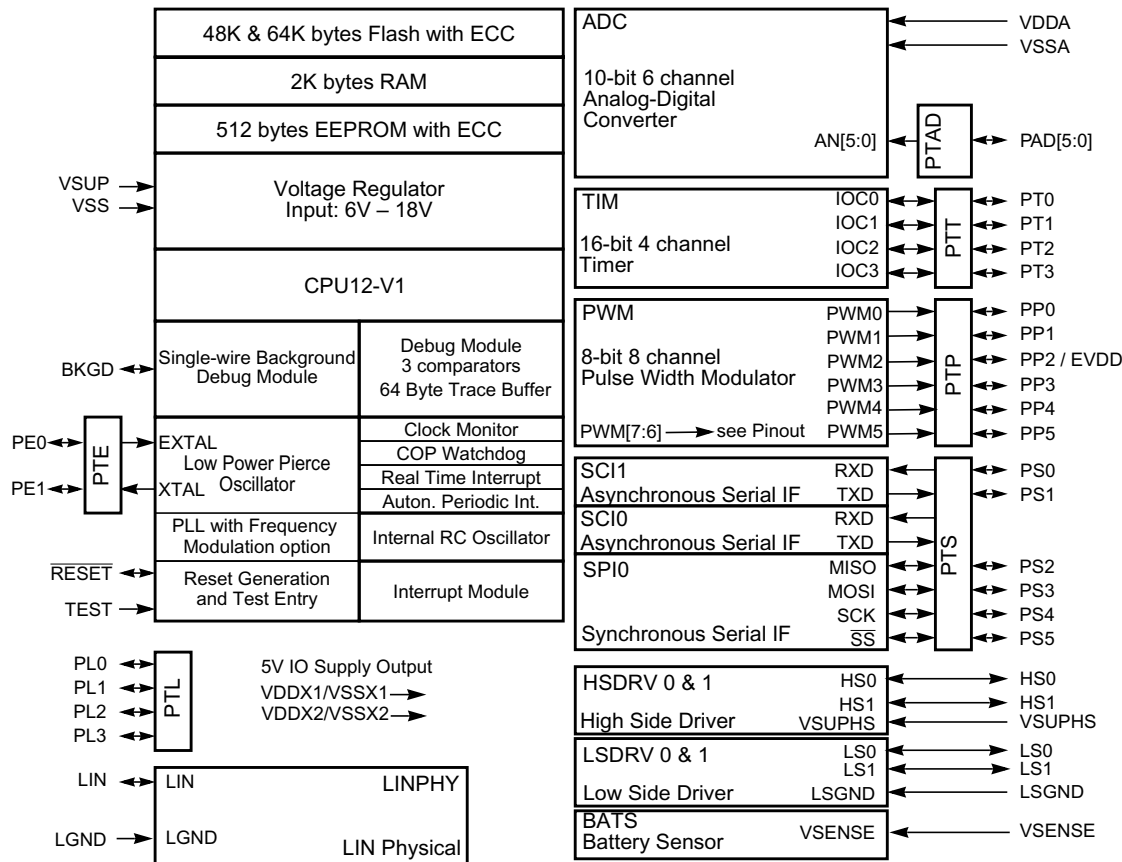 48K & 64K bytes Flash with ECC
2K bytes RAM
512 bytes EEPROM with ECC
VSUP
VSS
Voltage Regulator
Input: 6V – 18V
CPU12-V1
BKGD
Single-wire Background
Debug Module
Debug Module
3 comparators
64 Byte Trace Buffer
PE0
PE1
PTE
EXTAL
Low Power Pierce
Oscillator
XTAL
Clock Monitor
COP Watchdog
Real Time Interrupt
Auton. Periodic Int.
PLL with Frequency
Modulation option
Internal RC Oscillator
RESET
TEST
Reset Generation
and Test Entry
Interrupt Module
PL0
PL1
PL2
PL3
PTL
5V IO Supply Output
VDDX1/VSSX1
VDDX2/VSSX2
LIN
LGND
LIN
LINPHY
LGND
LIN Physical
ADC
VDDA
VSSA
10-bit 6 channel
Analog-Digital
Converter
AN[5:0]
PTAD
PAD[5:0]
TIM
16-bit 4 channel
Timer
IOC0
IOC1
IOC2
IOC3
PTT
PT0
PT1
PT2
PT3
PWM
8-bit 8 channel
Pulse Width Modulator
PWM[7:6]
see Pinout
PWM0
PWM1
PWM2
PWM3
PWM4
PWM5
PTP
PP0
PP1
PP2 / EVDD
PP3
PP4
PP5
SCI1
Asynchronous Serial IF
RXD
TXD
SCI0
Asynchronous Serial IF
RXD
TXD
SPI0
Synchronous Serial IF
MISO
MOSI
SCK
SS
PTS
PS0
PS1
PS2
PS3
PS4
PS5
HSDRV 0 & 1
High Side Driver
HS0
HS1
VSUPHS
HS0
HS1
VSUPHS
LSDRV 0 & 1
Low Side Driver
LS0
LS1
LSGND
LS0
LS1
LSGND
BATS
Battery Sensor
VSENSE
VSENSE